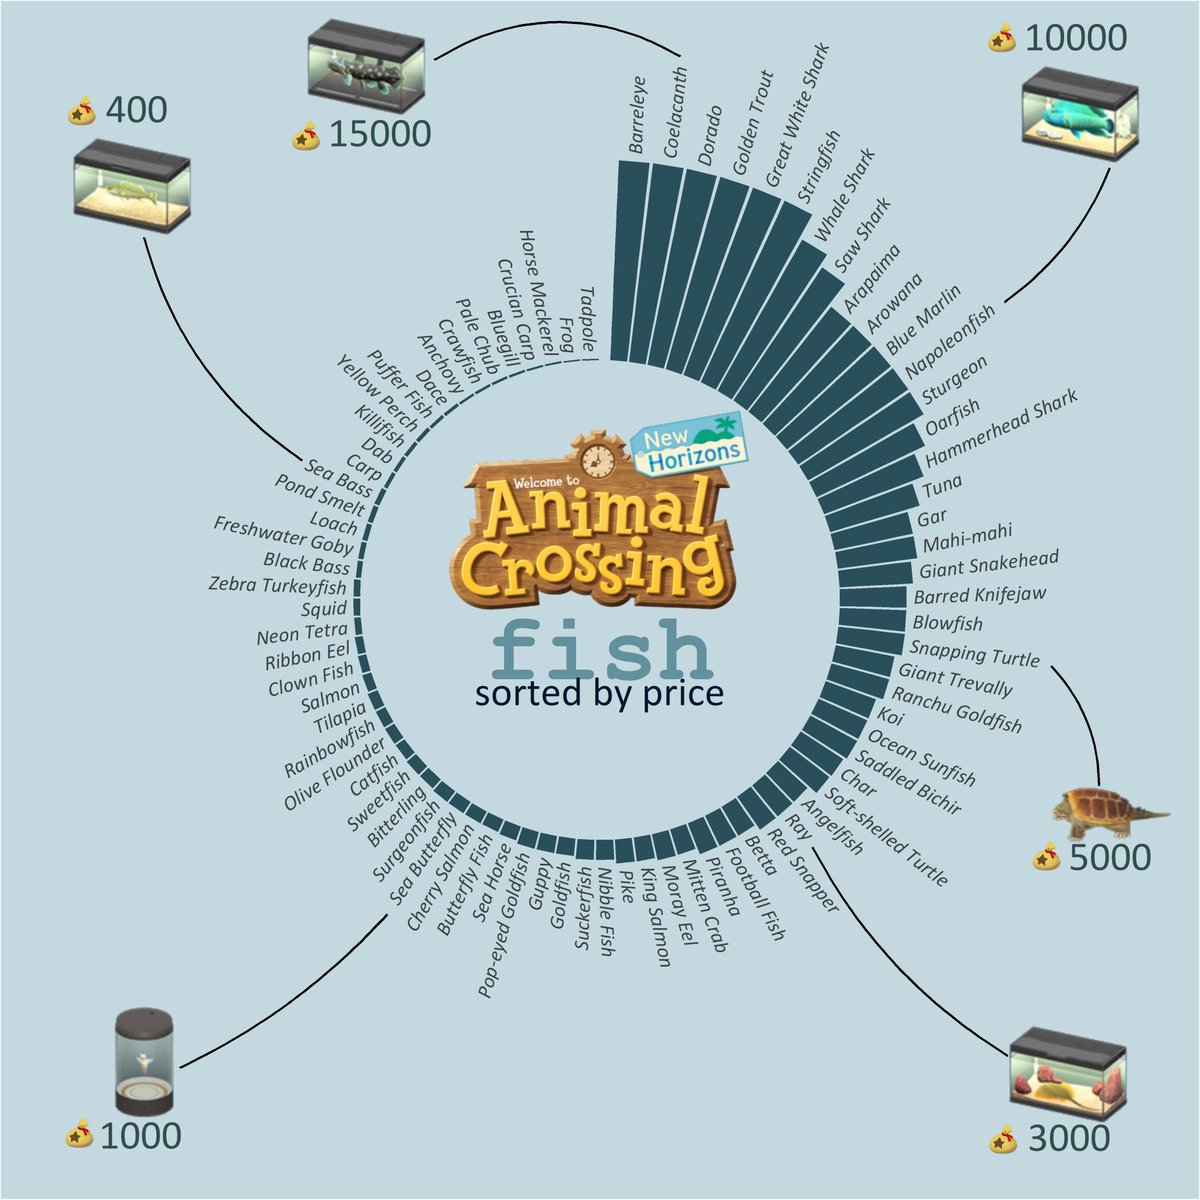 400
15000
10000
Barreleye
Coelacanth
Dorado
Golden Trout
Great White Shark
Stringfish
Whale Shark
Saw Shark
Arapaima
Arowana
Blue Marlin
Napoleonfish
Sturgeon
Oarfish
Hammerhead Shark
Tuna
Gar
Mahi-mahi
Giant Snakehead
Barred Knifejaw
Blowfish
Snapping Turtle
Giant Trevally
Ranchu Goldfish
Koi
Ocean Sunfish
Saddled Bichir
Char
Soft-shelled Turtle
Angelfish
Ray
Red Snapper
Betta
Football Fish
Piranha
Mitten Crab
Moray Eel
King Salmon
Pike
Nibble Fish
Suckerfish
Goldfish
Guppy
Pop-eyed Goldfish
Sea Horse
Butterfly Fish
Cherry Salmon
Sea Butterfly
Surgeonfish
Bitterling
Sweetfish
Catfish
Olive Flounder
Rainbowfish
Tilapia
Salmon
Clown Fish
Ribbon Eel
Neon Tetra
Squid
Zebra Turkeyfish
Black Bass
Freshwater Goby
Loach
Pond Smelt
Sea Bass
Carp
Dab
Killifish
Yellow Perch
Puffer Fish
Dace
Anchovy
Crawfish
Pale Chub
Bluegill
Crucian Carp
Horse Mackerel
Frog
Tadpole
New
Horizons
Welcome to
Animal
Crossing
fish
sorted by price
5000
1000
3000